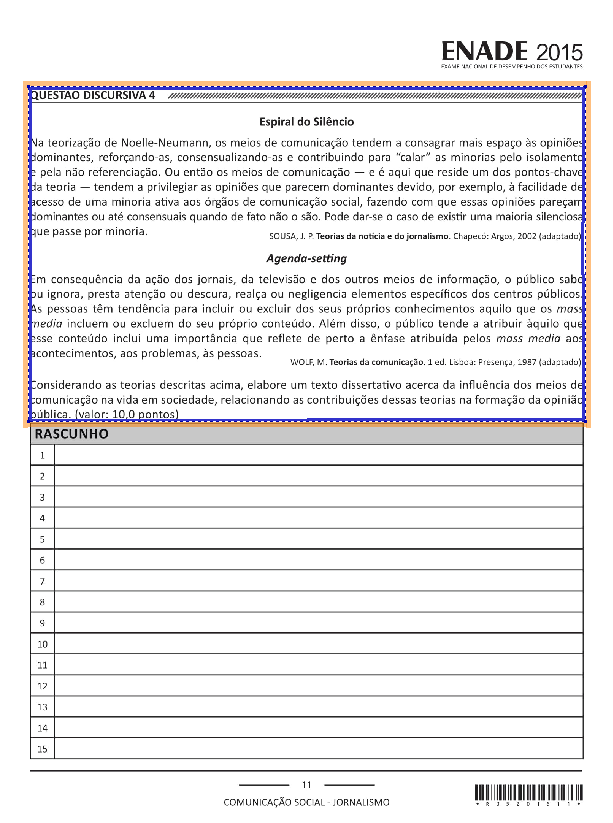 ENADE 2015
EXAME NACIONAL DE DESEMPENHO DOS ESTUDANTES
QUESTÃO DISCURSIVA 4
Espiral do Silêncio
Na teorização de Noelle-Neumann, os meios de comunicação tendem a consagrar mais espaço às opiniões
dominantes, reforçando-as, consensualizando-as e contribuindo para “calar” as minorias pelo isolamento
e pela não referenciação. Ou então os meios de comunicação — e é aqui que reside um dos pontos-chave
da teoria — tendem a privilegiar as opiniões que parecem dominantes devido, por exemplo, à facilidade de
acesso de uma minoria ativa aos órgãos de comunicação social, fazendo com que essas opiniões pareçam
dominantes ou até consensuais quando de fato não o são. Pode dar-se o caso de existir uma maioria silenciosa
que passe por minoria.
SOUSA, J. P. Teorias da notícia e do jornalismo. Chapecó: Argos, 2002 (adaptado).
Agenda-setting
Em consequência da ação dos jornais, da televisão e dos outros meios de informação, o público sabe
ou ignora, presta atenção ou descura, realça ou negligencia elementos específicos dos centros públicos.
As pessoas têm tendência para incluir ou excluir dos seus próprios conhecimentos aquilo que os mass
media incluem ou excluem do seu próprio conteúdo. Além disso, o público tende a atribuir àquilo que
esse conteúdo inclui uma importância que reflete de perto a ênfase atribuída pelos mass media aos
acontecimentos, aos problemas, às pessoas.
WOLF, M. Teorias da comunicação. 1 ed. Lisboa: Presença, 1987 (adaptado).
Considerando as teorias descritas acima, elabore um texto dissertativo acerca da influência dos meios de
comunicação na vida em sociedade, relacionando as contribuições dessas teorias na formação da opinião
pública. (valor: 10,0 pontos)
RASCUNHO
1
2
3
4
5
6
7
8
9
10
11
12
13
14
15
11
COMUNICAÇÃO SOCIAL - JORNALISMO
*R3520151 1*